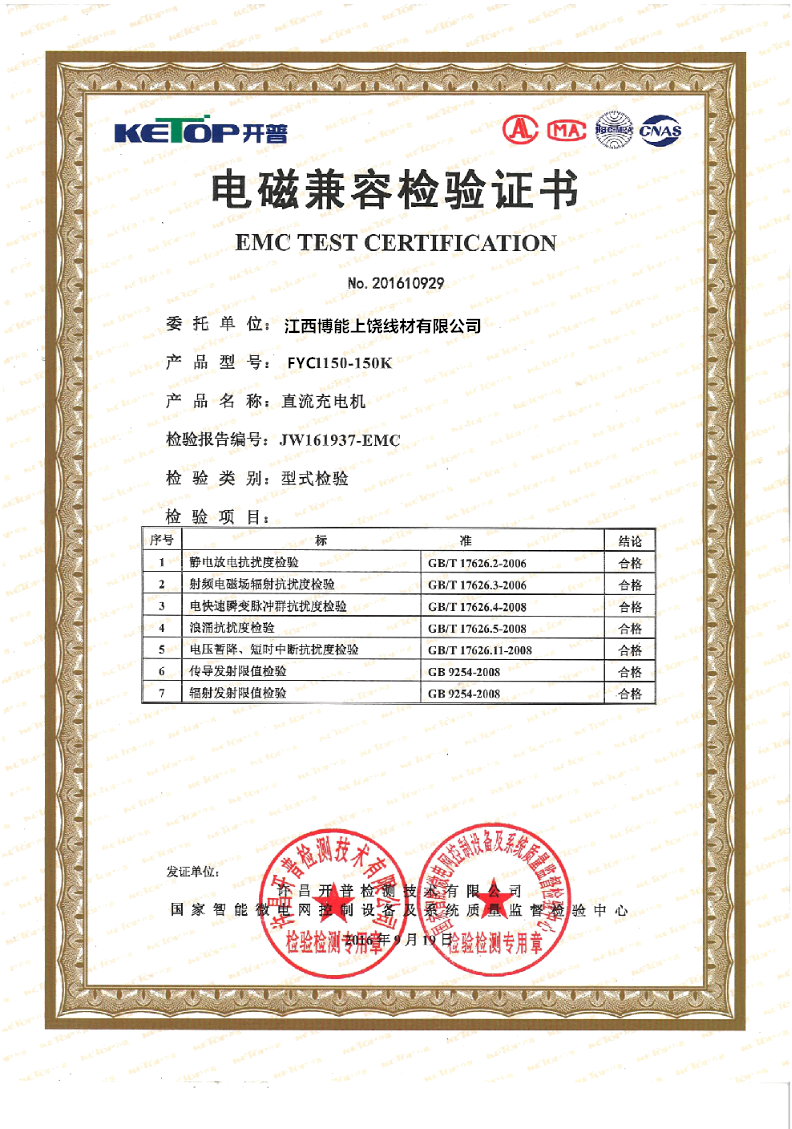 KETOP开普
AL MA ilac-MRA CNAS
电磁兼容检验证书
EMC TEST CERTIFICATION
No.201610929
委托单位：江西博能上饶线材有限公司
产品型号：FYC1150-150K
产品名称：直流充电机
检验报告编号：JW161937-EMC
检验类别：型式检验
检验项目：
序号 标准 结论
1 静电放电抗扰度检验 GB/T 17626.2-2006 合格
2 射频电磁场辐射抗扰度检验 GB/T 17626.3-2006 合格
3 电快速瞬变脉冲群抗扰度检验 GB/T 17626.4-2008 合格
4 浪涌抗扰度检验 GB/T 17626.5-2008 合格
5 电压暂降、短时中断抗扰度检验 GB/T 17626.11-2008 合格
6 传导发射限值检验 GB 9254-2008 合格
7 辐射发射限值检验 GB 9254-2008 合格
发证单位：
许昌开普检测技术有限公司
国家智能微电网控制设备及系统质量监督检验中心
2016年9月19日
许昌开普检测技术有限公司
检验检测专用章
国家智能微电网控制设备及系统质量监督检验中心
检验检测专用章